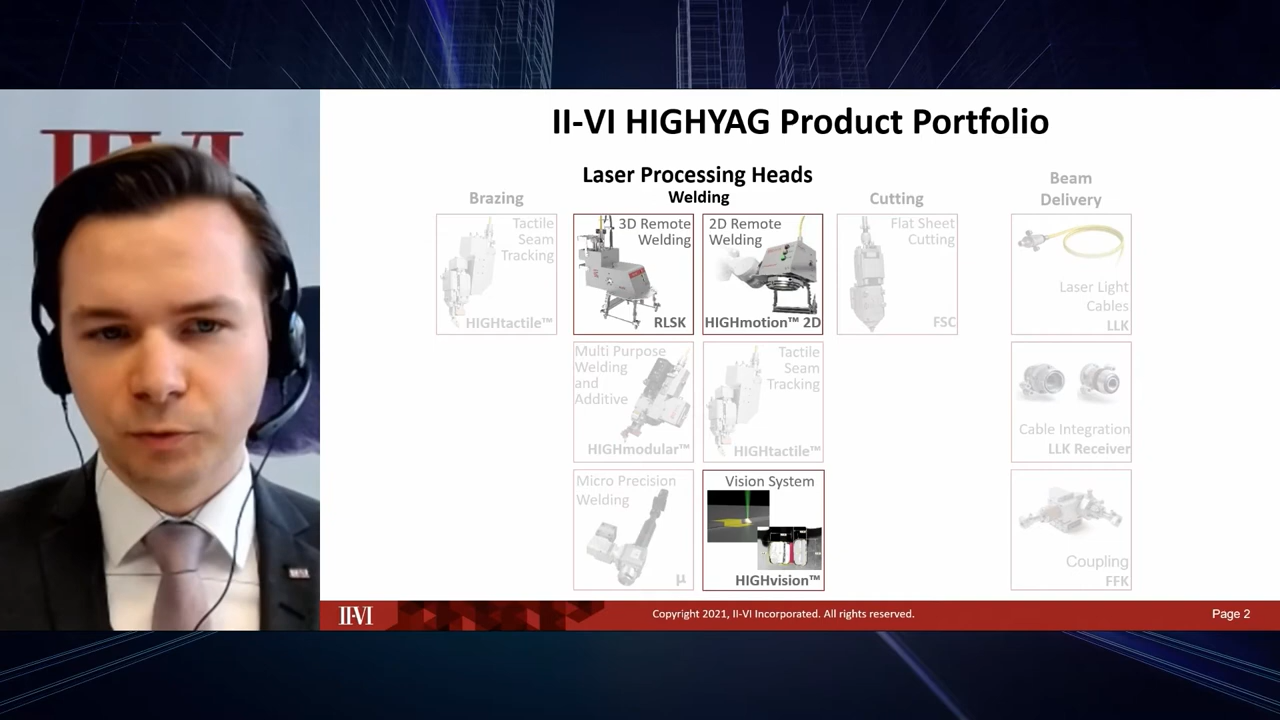 II-VI
II-VI HIGHYAG Product Portfolio
Laser Processing Heads
Brazing
Welding
Cutting
Beam
Delivery
Tactile
Seam
Tracking
HIGHtactile™
3D Remote
Welding
RLSK
2D Remote
Welding
HIGHmotion™ 2D
Flat Sheet
Cutting
FSC
Laser Light
Cables
LLK
Multi Purpose
Welding
and
Additive
HIGHmodular™
Tactile
Seam
Tracking
HIGHtactile™
Cable Integration
LLK Receiver
Micro Precision
Welding
μ
Vision System
HIGHvision™
Coupling
FFK
II-VI
Copyright 2021, II-VI Incorporated. All rights reserved.
Page 2